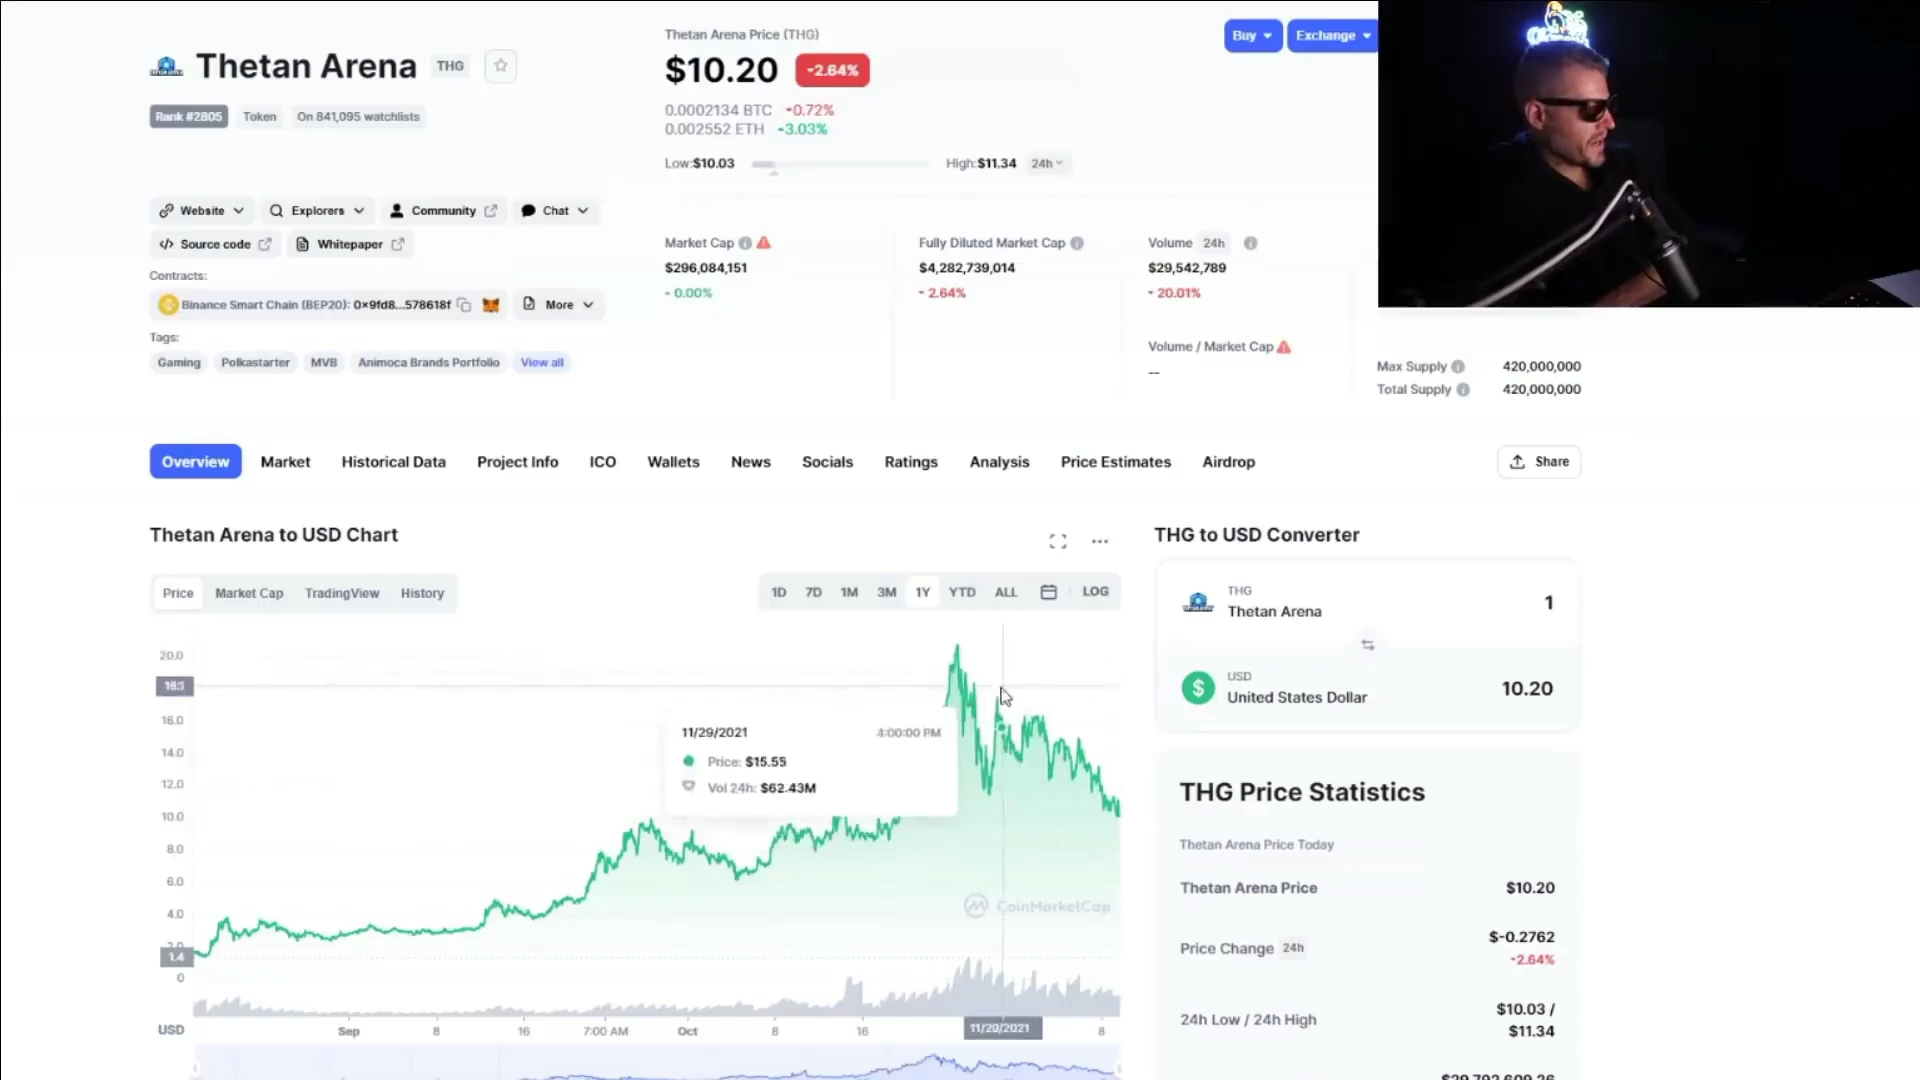 Thetan Arena THG
Rank #2805 Token On 841,095 watchlists
Thetan Arena Price (THG)
$10.20 -2.64%
0.0002134 BTC -0.72%
0.002552 ETH 3.03%
Low:$10.03 High:$11.34 24h
Buy Exchange
Website Explorers Community Chat
Source code Whitepaper
Contracts:
Binance Smart Chain (BEP20): 0x9fd8...578618f More
Tags:
Gaming Polkastarter MVB Animoca Brands Portfolio View all
Market Cap
$296,084,151
0.00%
Fully Diluted Market Cap
$4,282,739,014
2.64%
Volume 24h
$29,542,789
20.01%
Volume / Market Cap
--
Max Supply 420,000,000
Total Supply 420,000,000
Overview Market Historical Data Project Info ICO Wallets News Socials Ratings Analysis Price Estimates Airdrop Share
Thetan Arena to USD Chart
Price Market Cap TradingView History
1D 7D 1M 3M 1Y YTD ALL LOG
20.0
16.0
14.0
12.0
10.0
8.0
6.0
4.0
1.4
0
11/29/2021 4:00:00 PM
Price: $15.55
Vol 24h: $62.43M
CoinMarketCap
USD Sep 8 16 7:00 AM Oct 8 16 11/29/2021 8
THG to USD Converter
THG
Thetan Arena 1
USD
United States Dollar 10.20
THG Price Statistics
Thetan Arena Price Today
Thetan Arena Price $10.20
Price Change 24h $-0.2762
-2.64%
24h Low / 24h High $10.03 /
$11.34